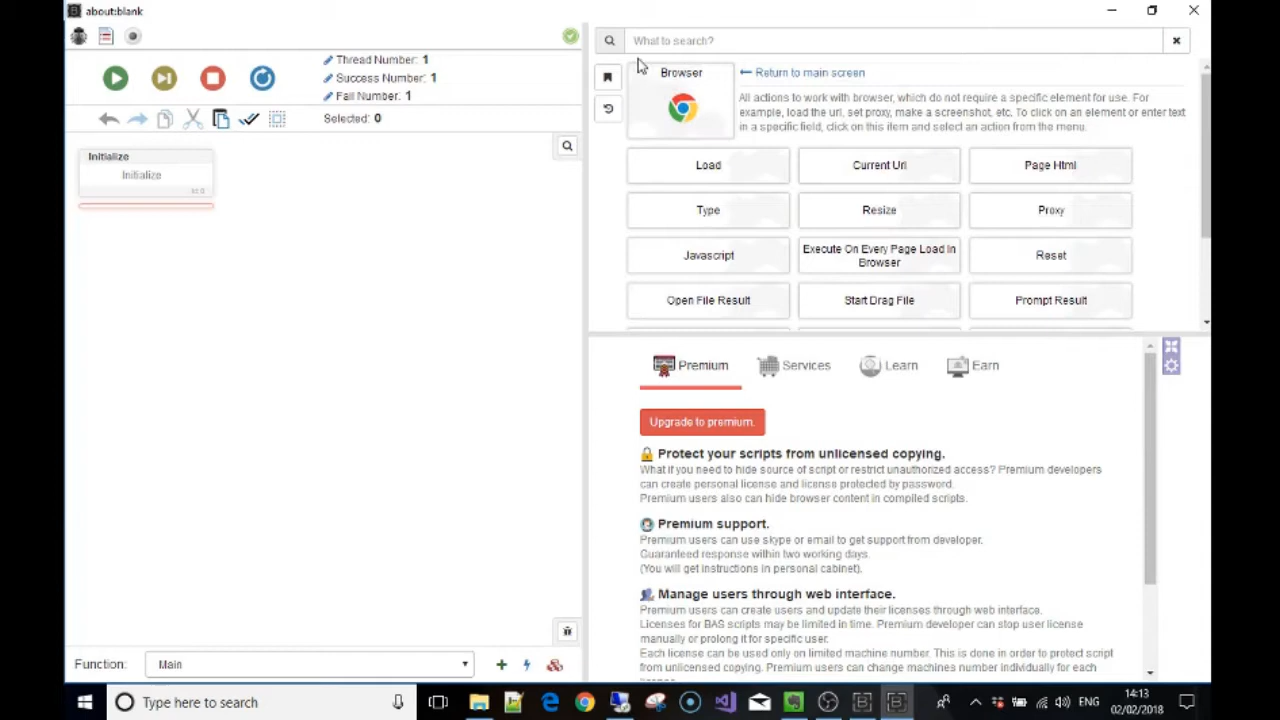 about:blank
Thread Number: 1
Success Number: 1
Fail Number: 1
Selected: 0
Initialize
Initialize
Function:
Main
What to search?
Browser
Return to main screen
All actions to work with browser, which do not require a specific element for use. For
example, load the url, set proxy, make a screenshot, etc. To click on an element or enter text
in a specific field, click on this item and select an action from the menu.
Load
Current Url
Page Html
Type
Resize
Proxy
Javascript
Execute On Every Page Load In
Browser
Reset
Open File Result
Start Drag File
Prompt Result
Premium
Services
Learn
Earn
Upgrade to premium.
Protect your scripts from unlicensed copying.
What if you need to hide source of script or restrict unauthorized access? Premium developers
can create personal license and license protected by password.
Premium users also can hide browser content in compiled scripts.
Premium support.
Premium users can use skype or email to get support from developer.
Guaranteed response within two working days.
(You will get instructions in personal cabinet).
Manage users through web interface.
Premium users can create users and update their licenses through web interface.
Licenses for BAS scripts may be limited in time. Premium developer can stop user license
manually or prolong it for specific user.
Each license can be used only on limited machine number. This is done in order to protect script
from unlicensed copying. Premium users can change machines number individually for each
Type here to search
ENG
14:13
02/02/2018